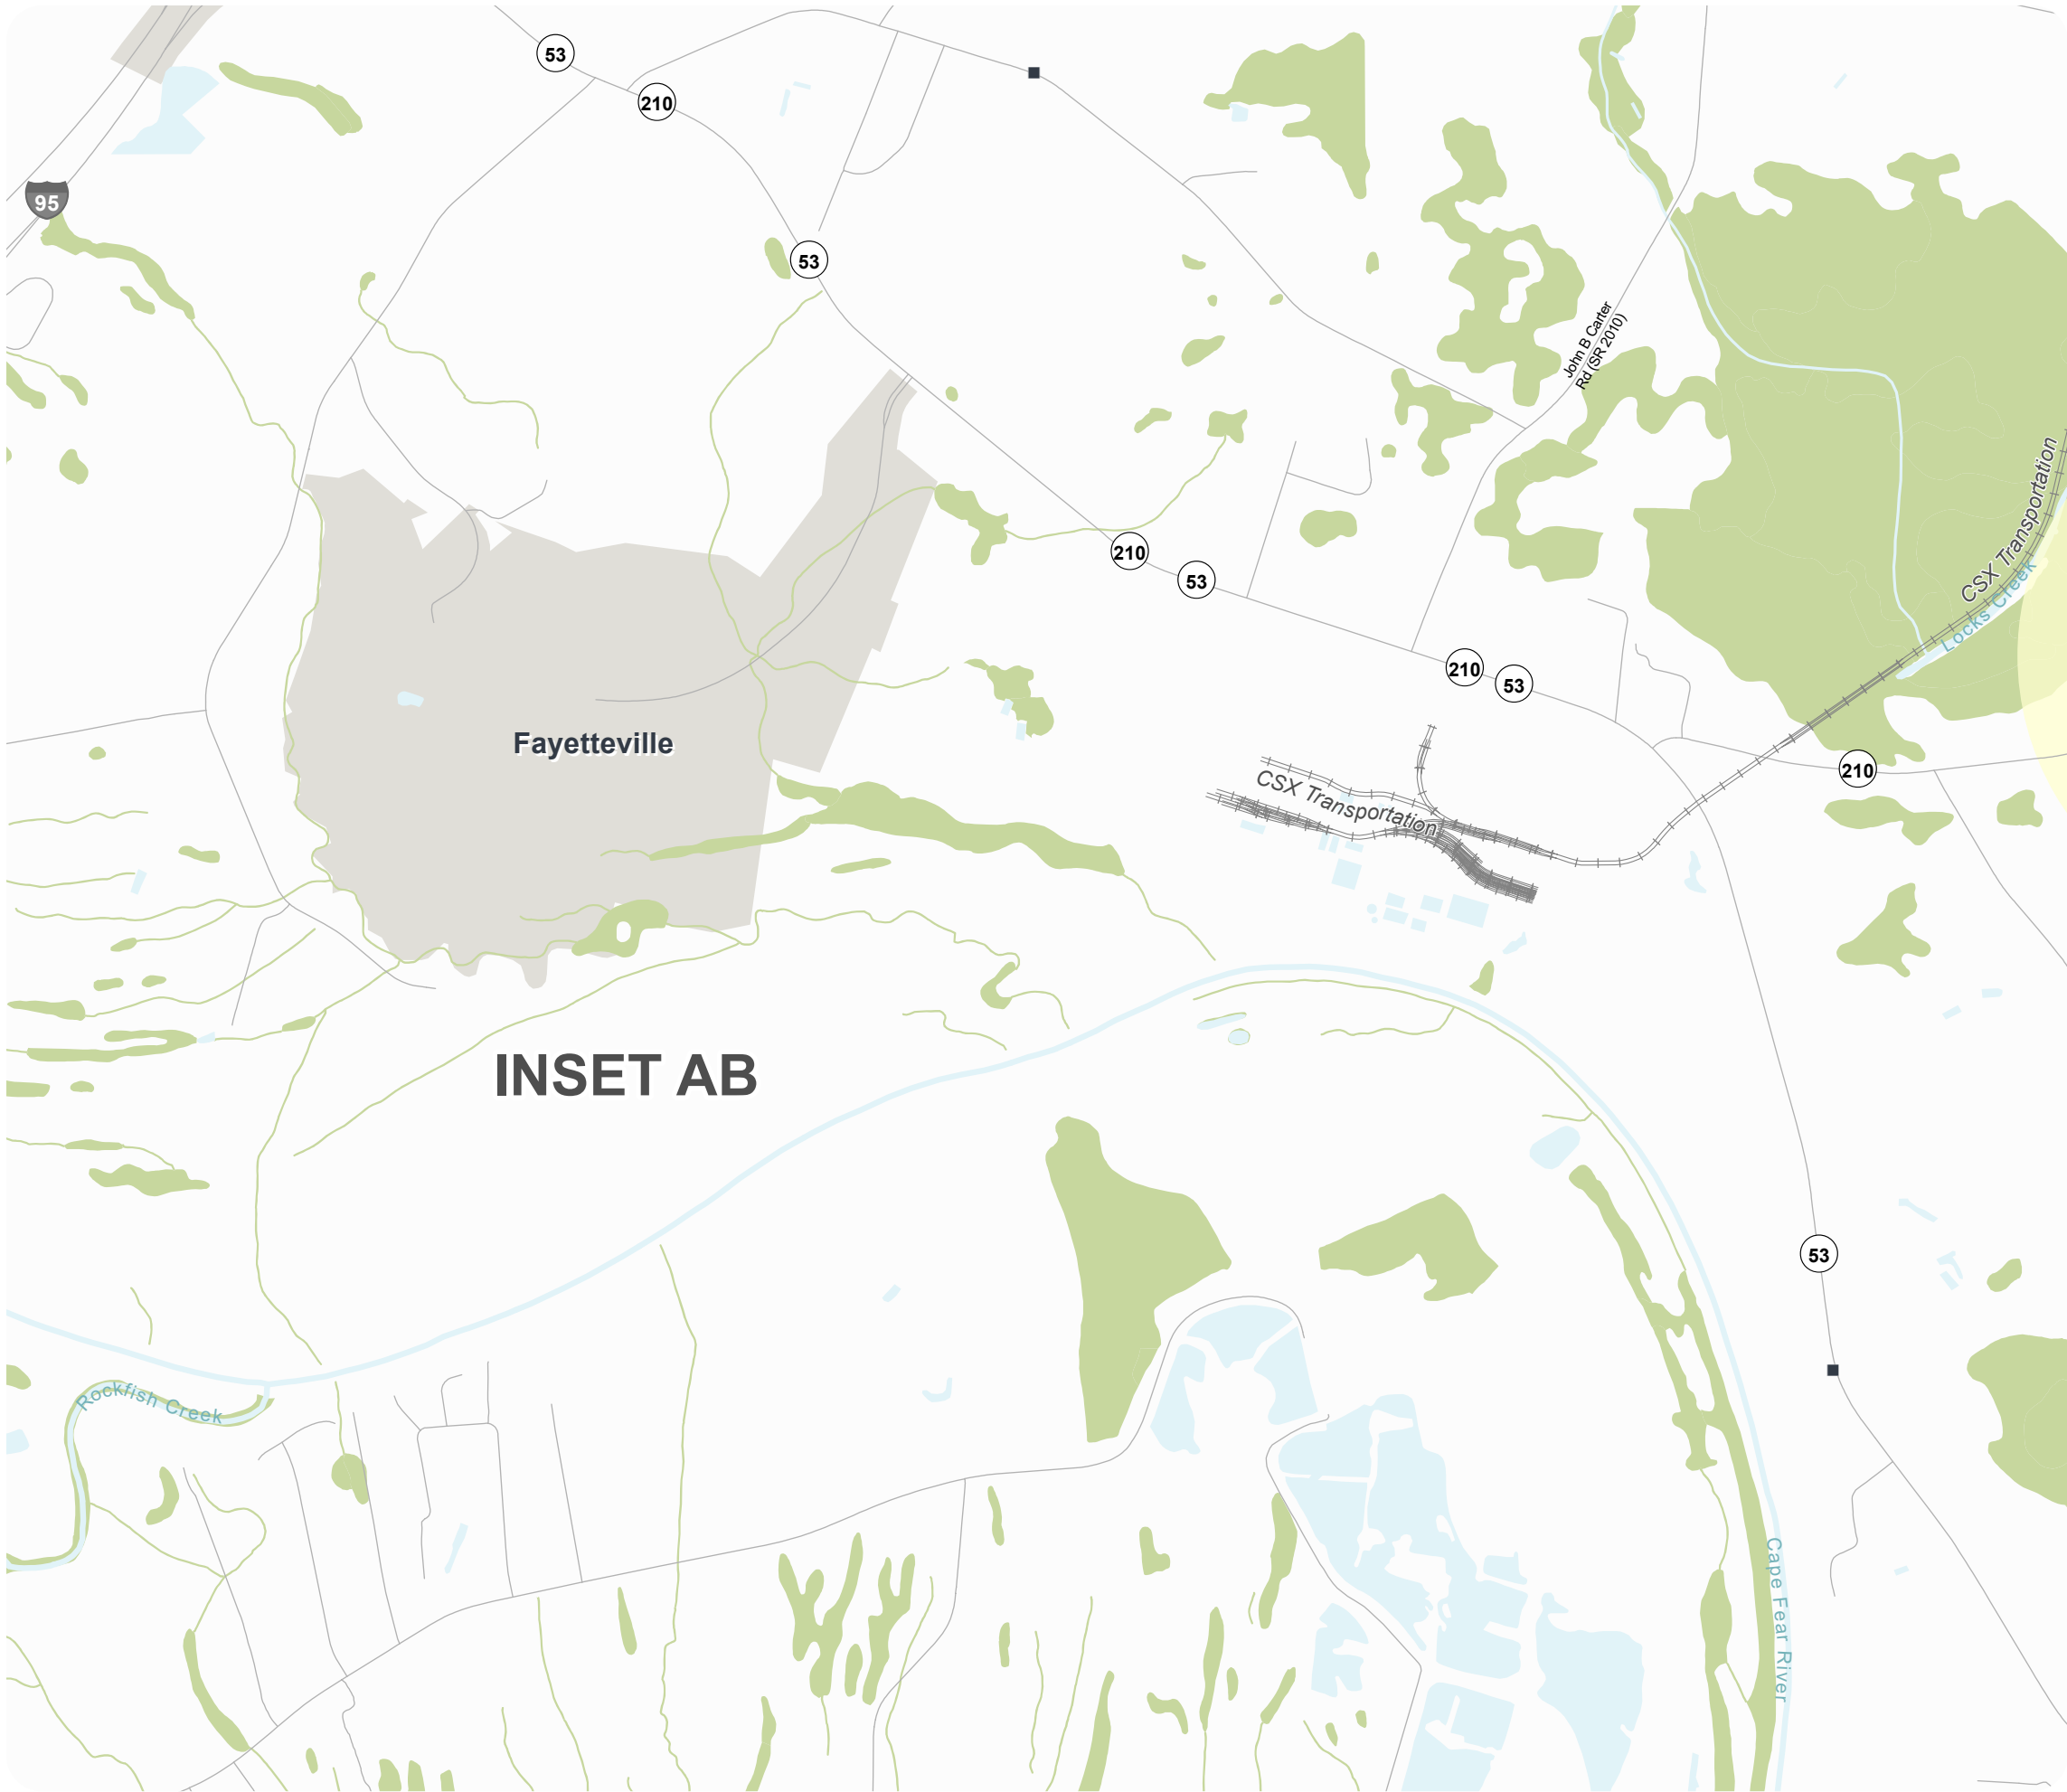 53
210
95
53
John B Carter
Rd (SR 2010)
CSX Transportation
210
53
Locks Creek
210
53
Fayetteville
210
CSX Transportation
INSET AB
53
Rockfish Creek
Cape Fear River